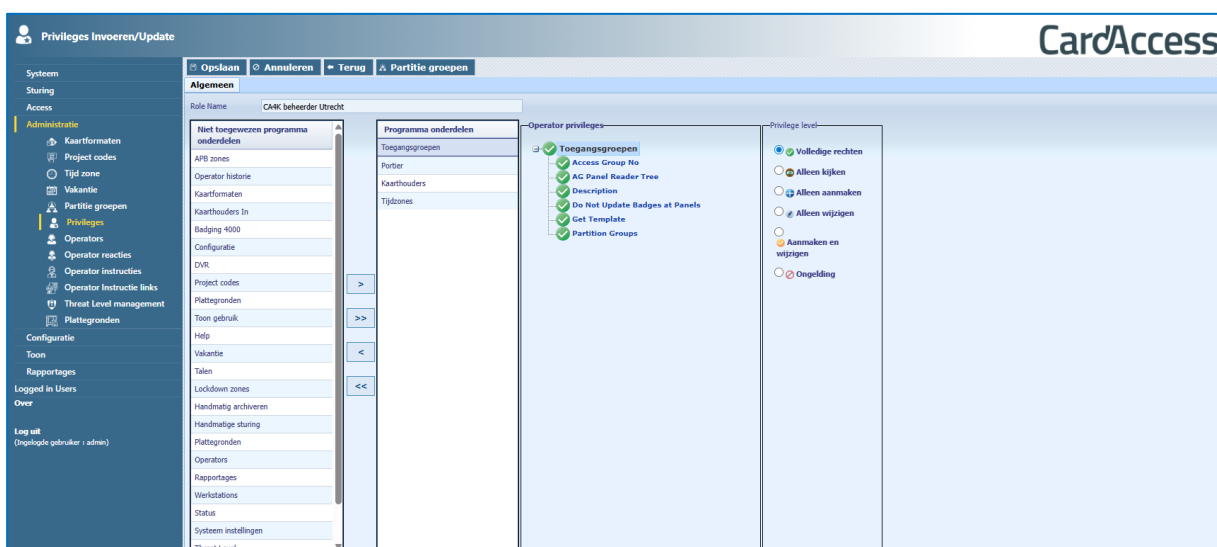 Privileges Invoeren/Update
CardAccess
Systeem
Sturing
Access
Administratie
Kaartformaten
Project codes
Tijd zone
Vakantie
Partitie groepen
Privileges
Operators
Operator reacties
Operator instructies
Operator Instructie links
Threat Level management
Plattegronden
Configuratie
Toon
Rapportages
Logged in Users
Over
Log uit
(Ingelogde gebruiker : admin)
Opslaan Annuleren Terug Partitie groepen
Algemeen
Role Name CA4K beheerder Utrecht
Niet toegewezen programma
onderdelen
APB zones
Operator historie
Kaartformaten
Kaarthouders In
Badging 4000
Configuratie
DVR
Project codes
Plattegronden
Toon gebruik
Help
Vakantie
Talen
Lockdown zones
Handmatig archiveren
Handmatige sturing
Plattegronden
Operators
Rapportages
Werkstations
Status
Systeem instellingen
>
>>
<
<<
Programma onderdelen
Toegangsgroepen
Portier
Kaarthouders
Tijdzones
Operator privileges
Toegangsgroepen
Access Group No
AG Panel Reader Tree
Description
Do Not Update Badges at Panels
Get Template
Partition Groups
Privilege level
Volledige rechten
Alleen kijken
Alleen aanmaken
Alleen wijzigen
Aanmaken en
wijzigen
Ongelding